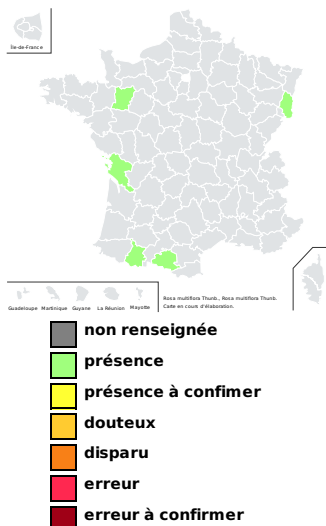 Île-de-France
Guadeloupe Martinique Guyane La Réunion Mayotte
Rosa multiflora Thunb., Rosa multiflora Thunb.
Carte en cours d'élaboration.
non renseignée
présence
présence à confimer
douteux
disparu
erreur
erreur à confirmer